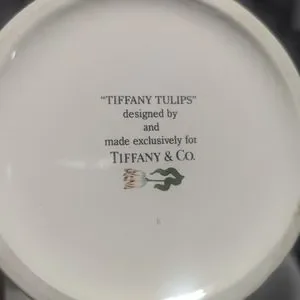 "TIFFANY TULIPS"
designed by
and
made exclusively for
TIFFANY & CO.